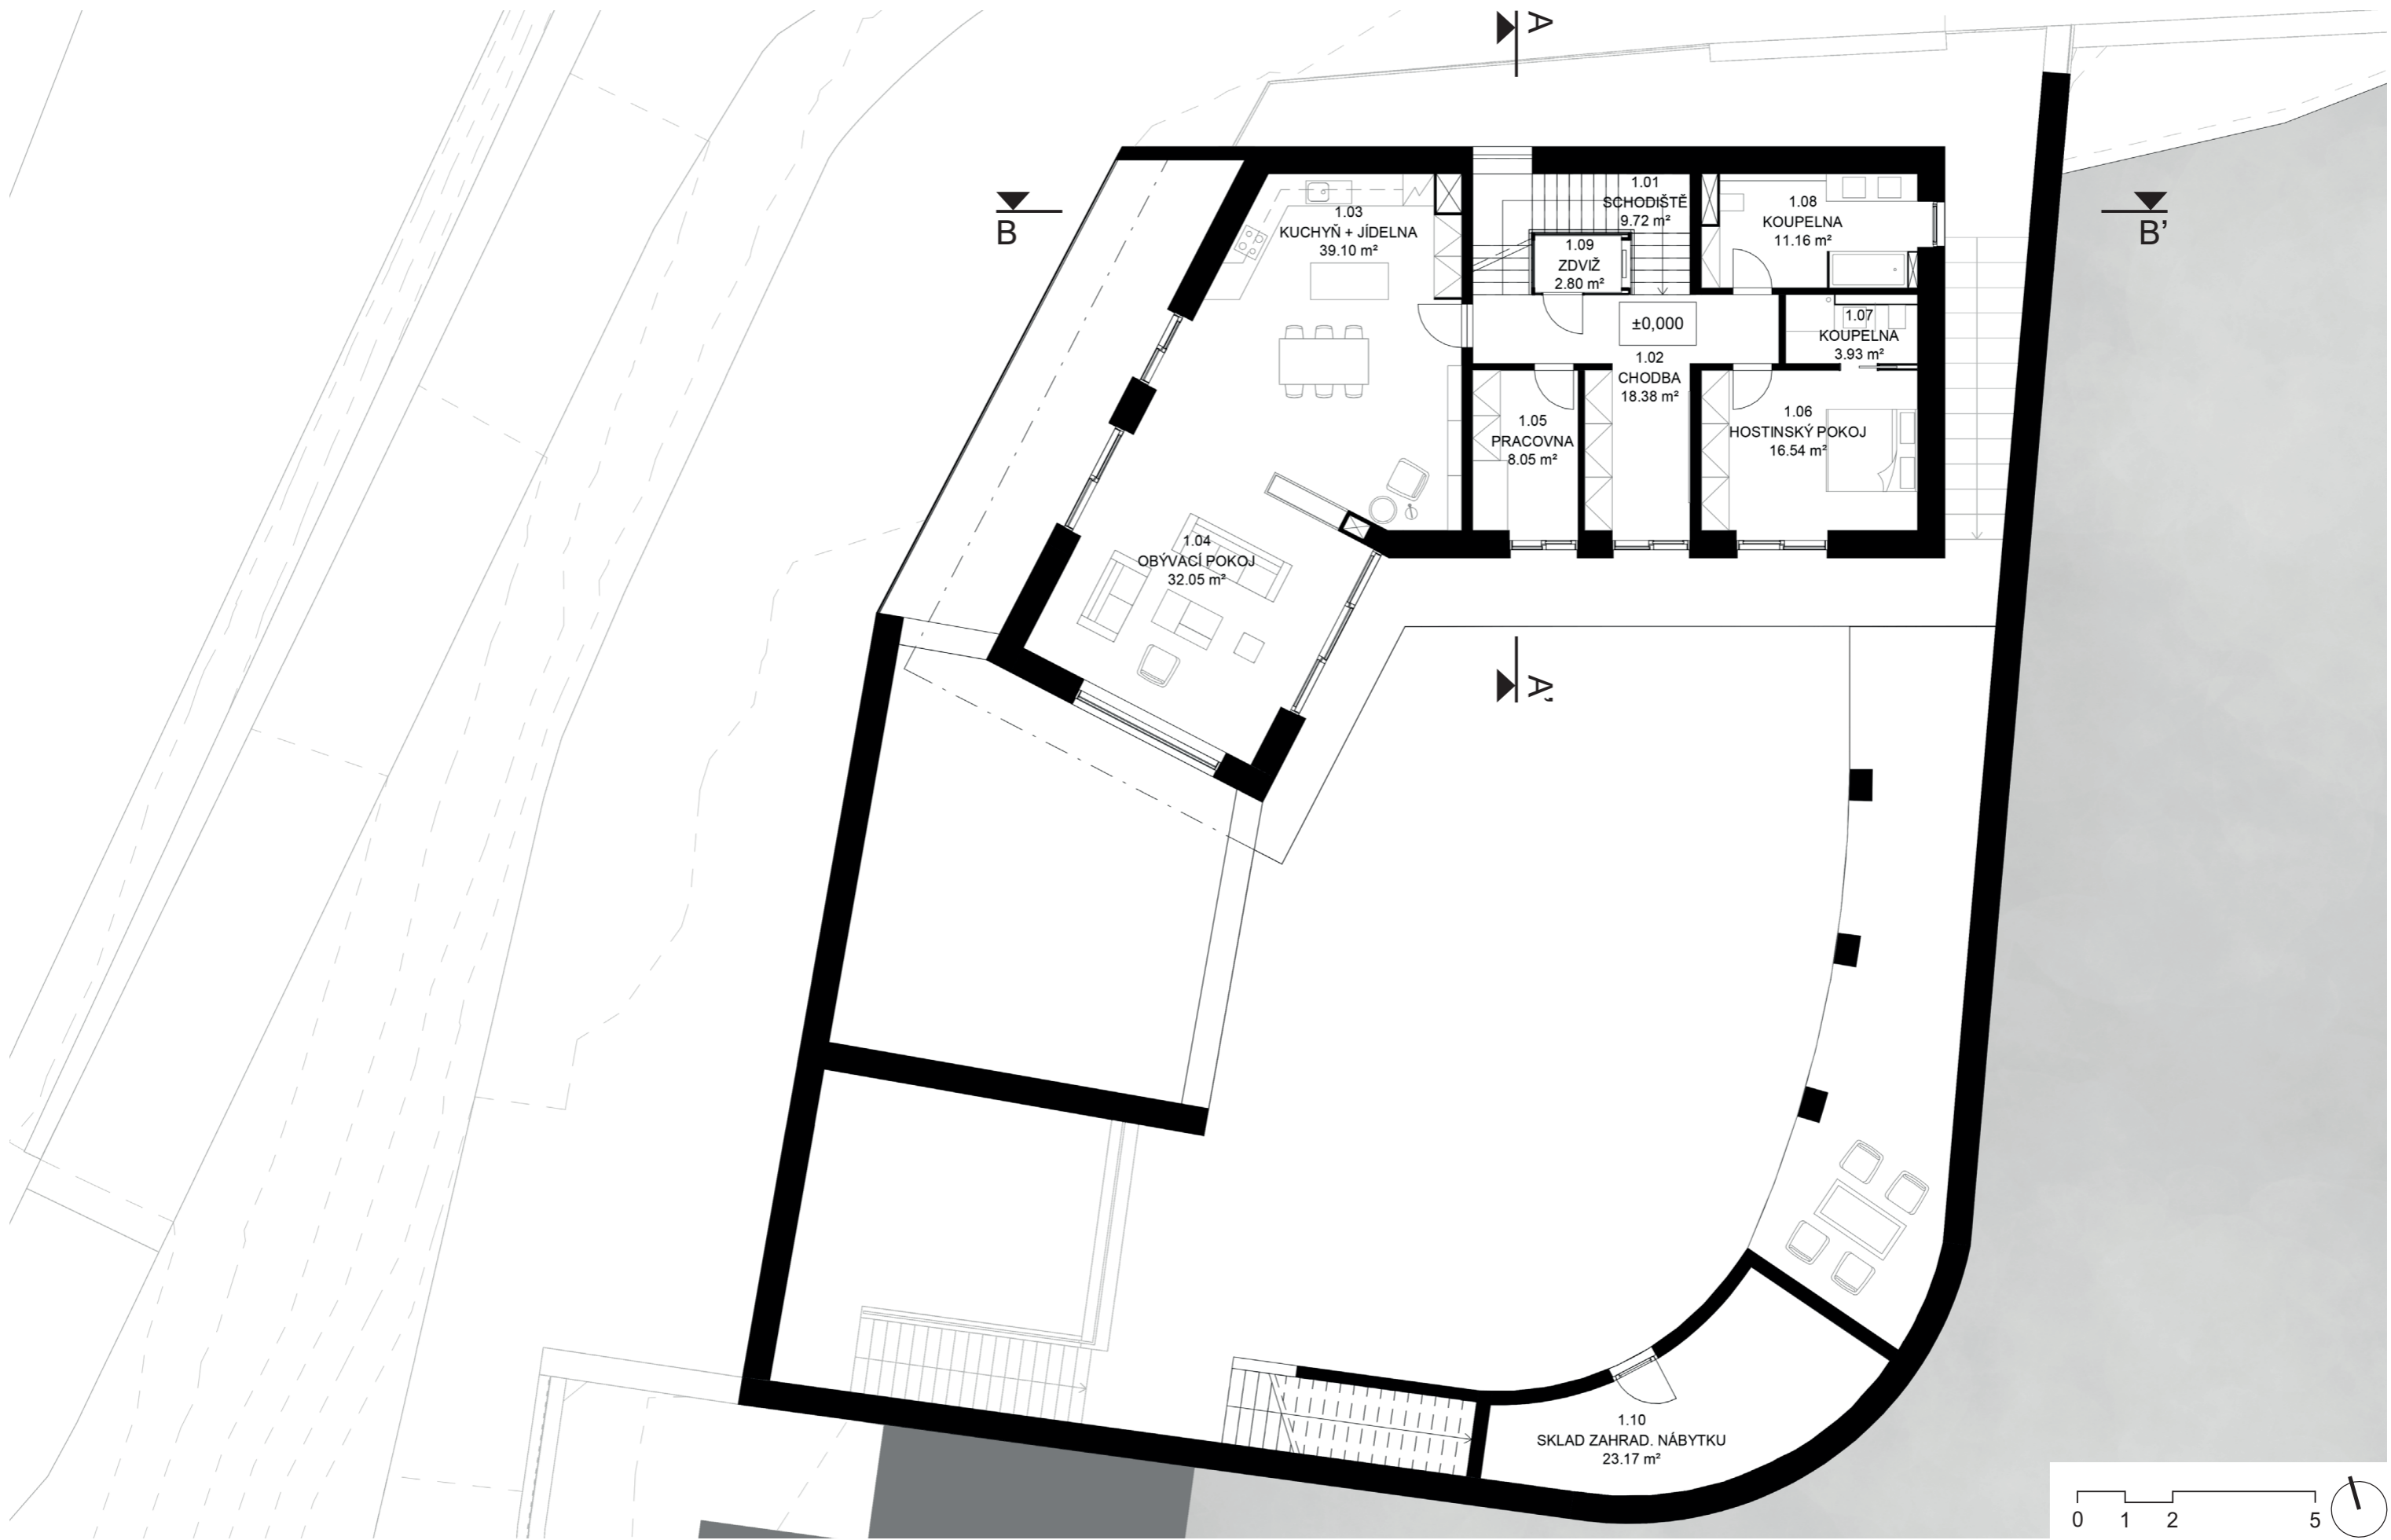 A
B
B'
1.01
SCHODIŠTĚ
9.72 m²
1.08
KOUPELNA
11.16 m²
1.03
KUCHYŇ + JÍDELNA
39.10 m²
1.09
ZDVIŽ
2.80 m²
±0,000
1.07
KOUPELNA
3.93 m²
1.02
CHODBA
18.38 m²
1.05
PRACOVNA
8.05 m²
1.06
HOSTINSKÝ POKOJ
16.54 m²
1.04
OBÝVACÍ POKOJ
32.05 m²
A'
1.10
SKLAD ZAHRAD. NÁBYTKU
23.17 m²
0 1 2 5